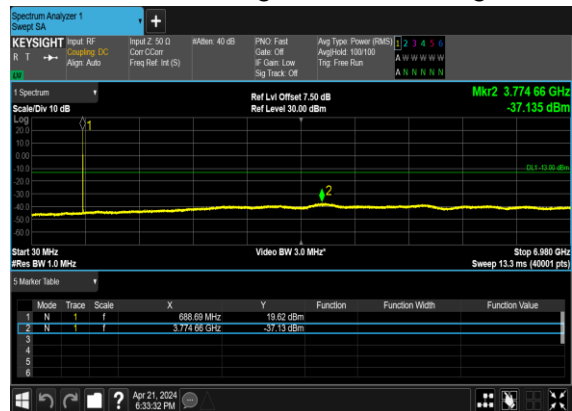 Spectrum Analyzer 1
Swept SA
KEYSIGHT
R T
LW
Input: RF
Coupling: DC
Align: Auto
Input Z: 50 Ω
Corr CCorr
Freq Ref: Int (S)
#Atten: 40 dB
PNO: Fast
Gate: Off
IF Gain: Low
Sig Track: Off
Avg Type: Power (RMS)
Avg|Hold: 100/100
Trig: Free Run
1 2 3 4 5 6
A W W W W W
A N N N N N
1 Spectrum
Scale/Div 10 dB
Ref Lvl Offset 7.50 dB
Ref Level 30.00 dBm
Mkr2 3.774 66 GHz
-37.135 dBm
Log
20.0
10.0
0.00
-10.0
-20.0
-30.0
-40.0
-50.0
-60.0
1
2
DL1 -13.00 dBm
Start 30 MHz
#Res BW 1.0 MHz
Video BW 3.0 MHz*
Stop 6.980 GHz
Sweep 13.3 ms (40001 pts)
5 Marker Table
Mode Trace Scale X Y Function Function Width Function Value
1 N 1 f 688.69 MHz 19.62 dBm
2 N 1 f 3.774 66 GHz -37.13 dBm
3
4
5
6
?
Apr 21, 2024
6:33:32 PM